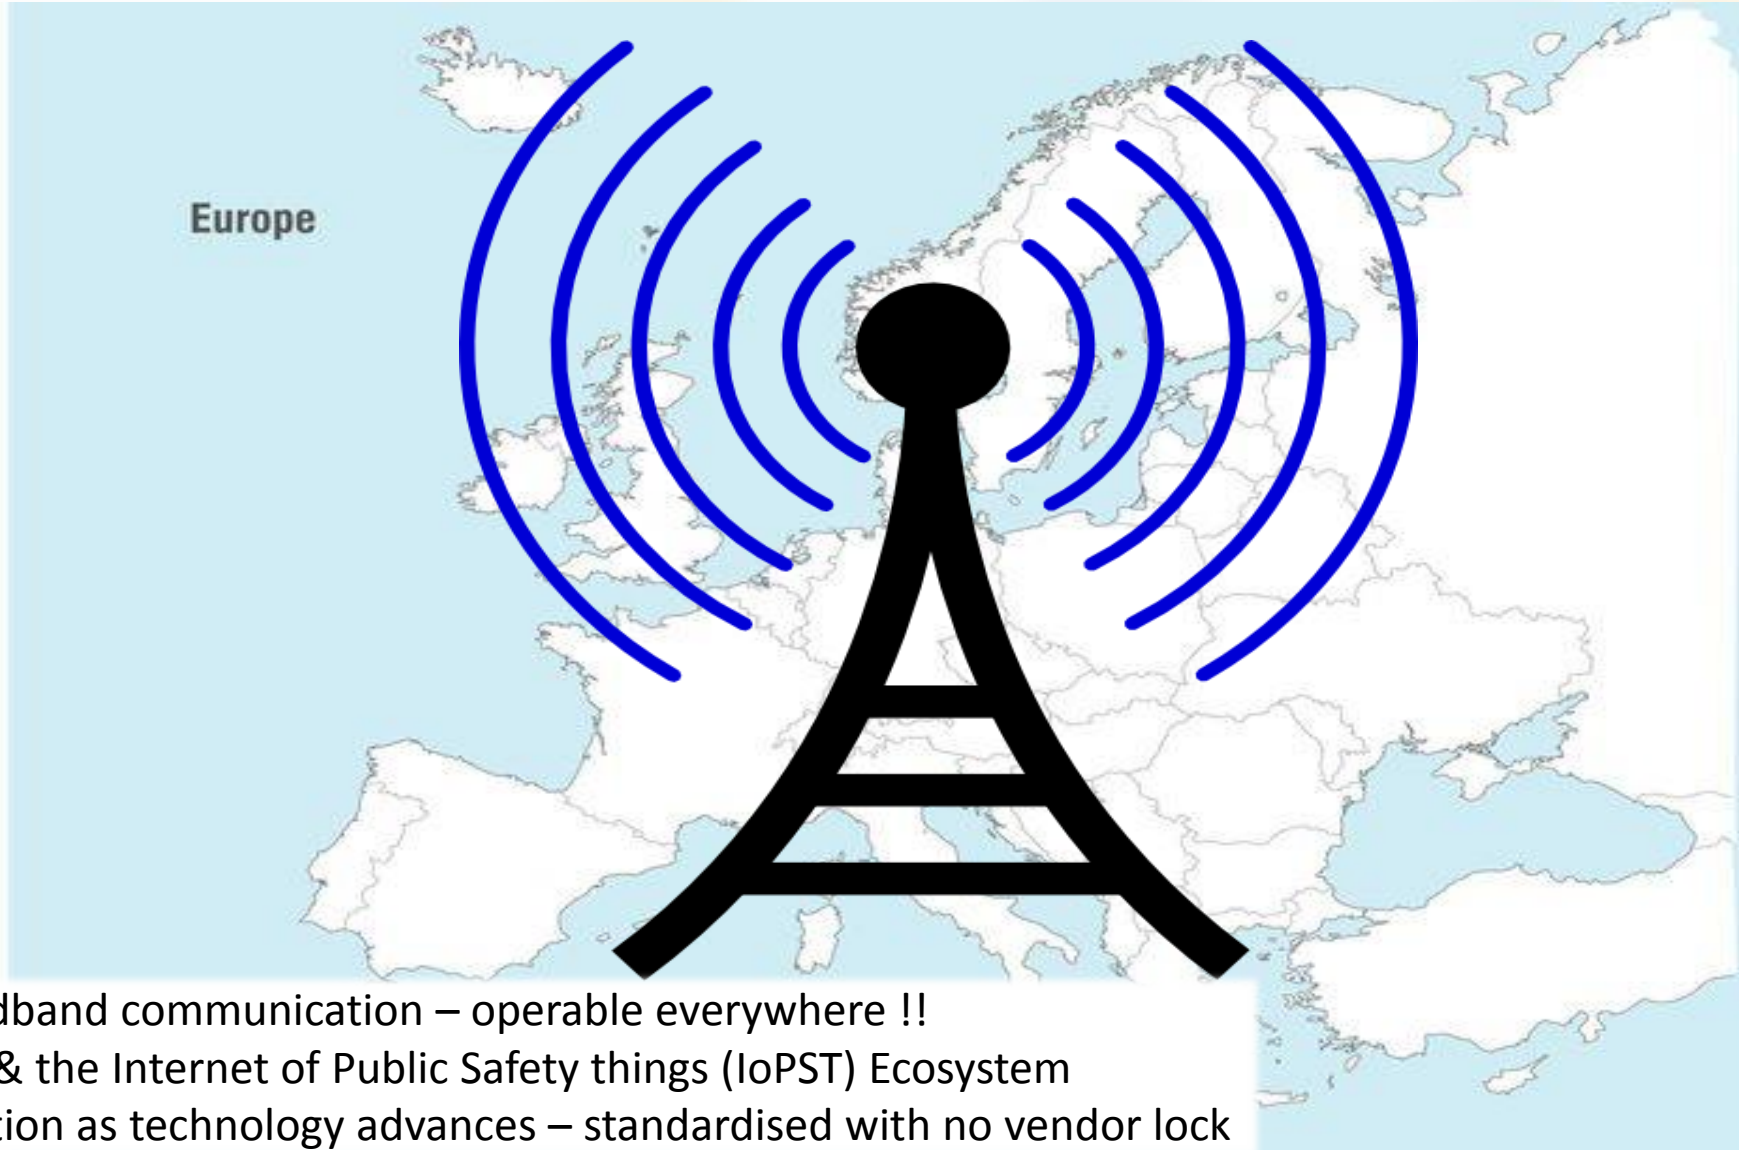 Europe
dband communication – operable everywhere !!
& the Internet of Public Safety things (IoPST) Ecosystem
tion as technology advances – standardised with no vendor lock